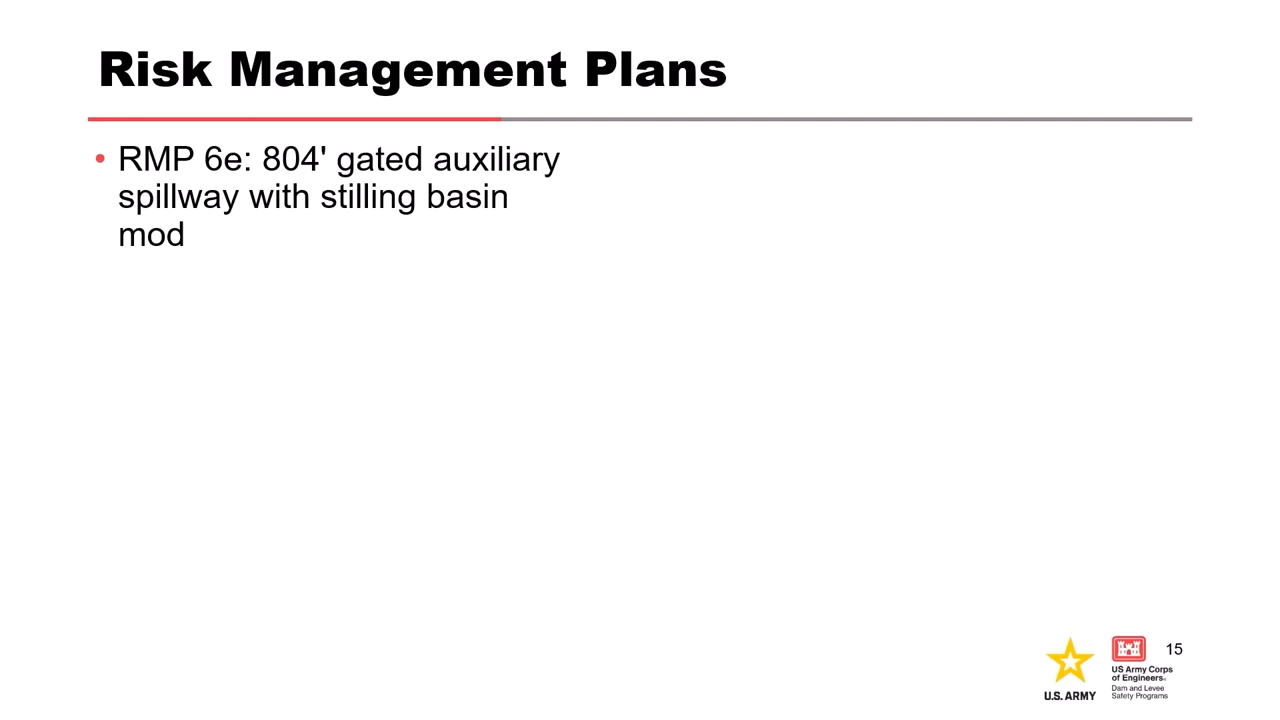 Risk Management Plans
• RMP 6e: 804' gated auxiliary
spillway with stilling basin
mod
15
US Army Corps
of Engineers®
Dam and Levee
Safety Programs
U.S. ARMY